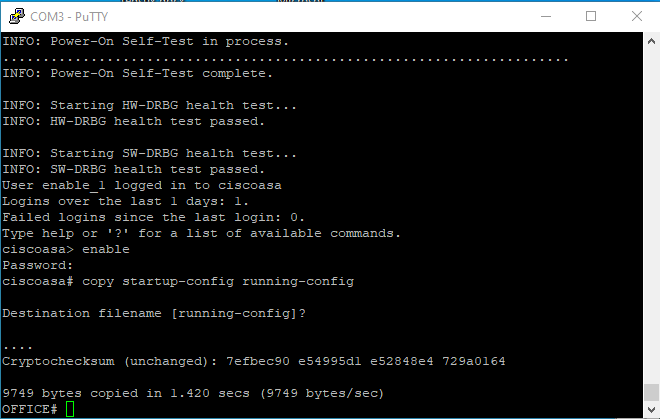 COM3 - PuTTY
INFO: Power-On Self-Test in process.
.......................................................................
INFO: Power-On Self-Test complete.
INFO: Starting HW-DRBG health test...
INFO: HW-DRBG health test passed.
INFO: Starting SW-DRBG health test...
INFO: SW-DRBG health test passed.
User enable_1 logged in to ciscoasa
Logins over the last 1 days: 1.
Failed logins since the last login: 0.
Type help or '?' for a list of available commands.
ciscoasa> enable
Password:
ciscoasa# copy startup-config running-config
Destination filename [running-config]?
....
Cryptochecksum (unchanged): 7efbec90 e54995d1 e52848e4 729a0164
9749 bytes copied in 1.420 secs (9749 bytes/sec)
OFFICE#